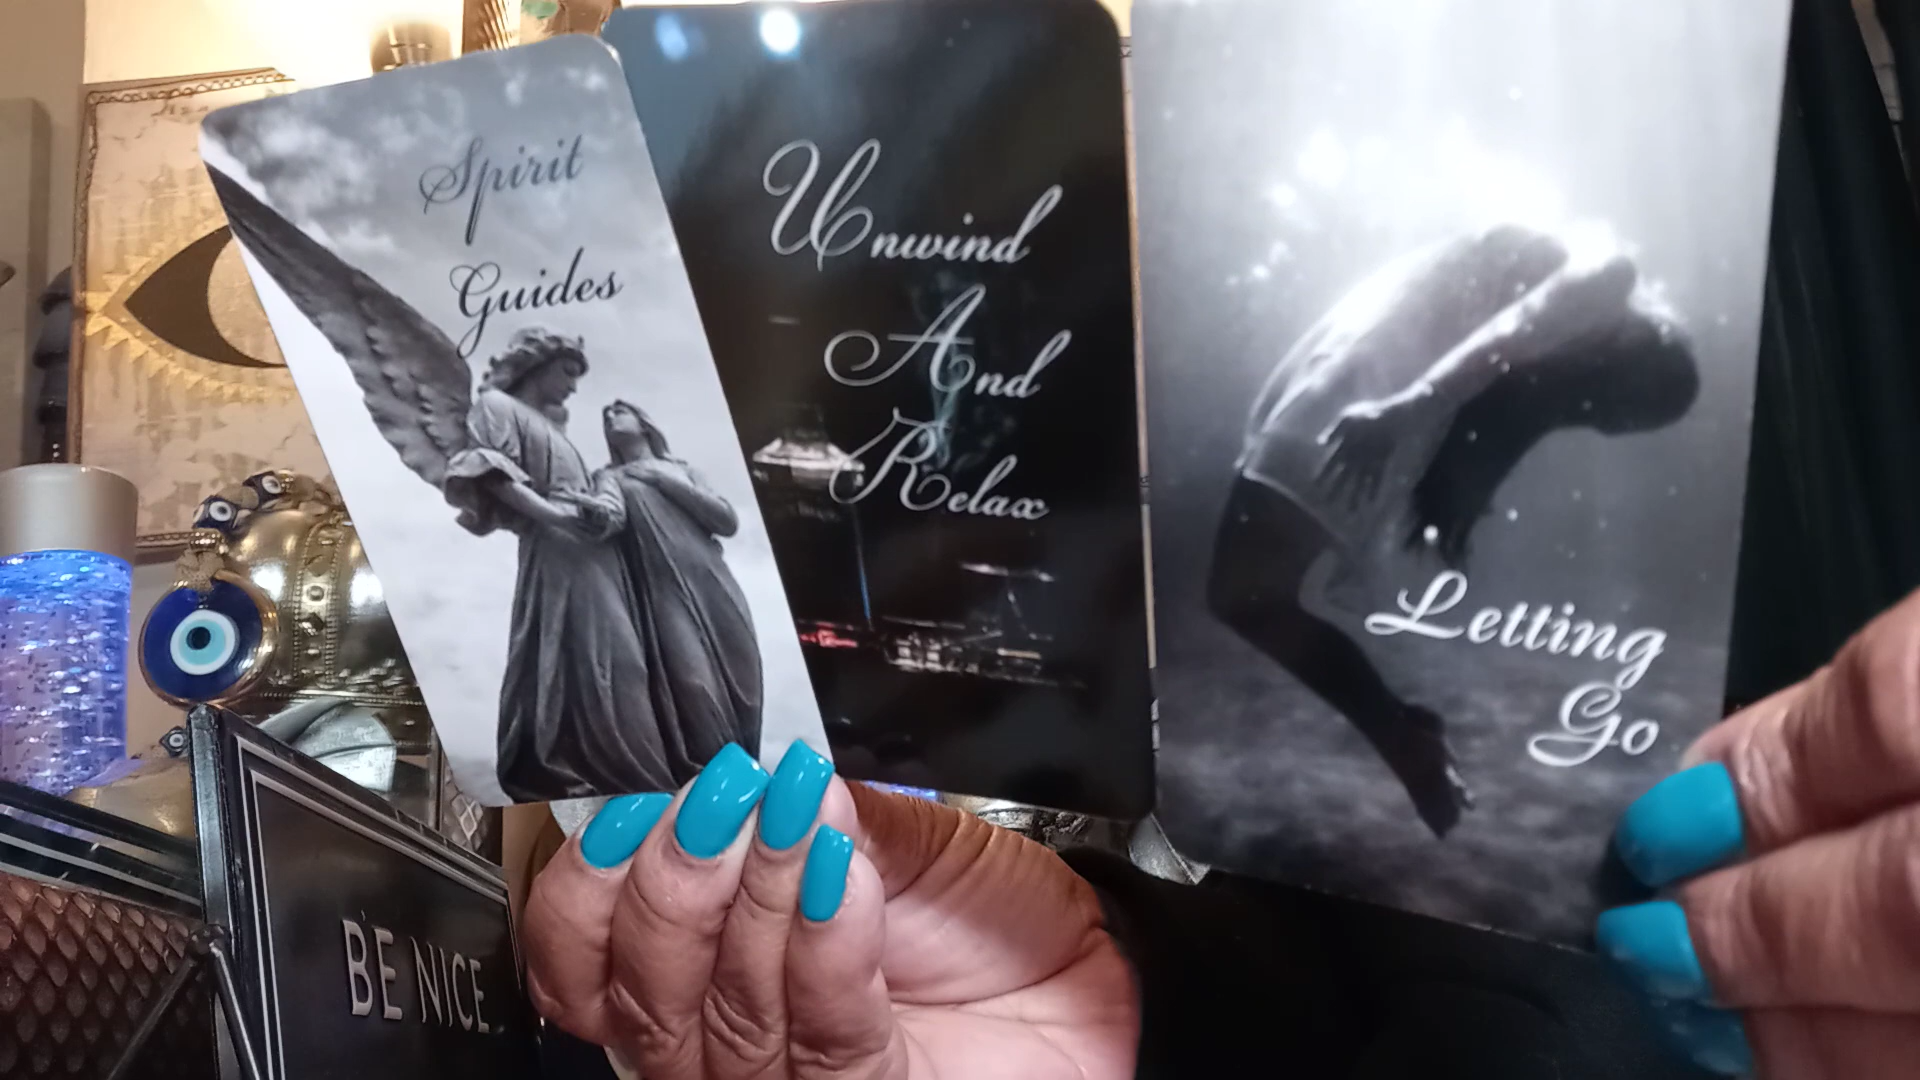 Spirit
Guides
Unwind
And
Relax
Letting
Go
BE NICE